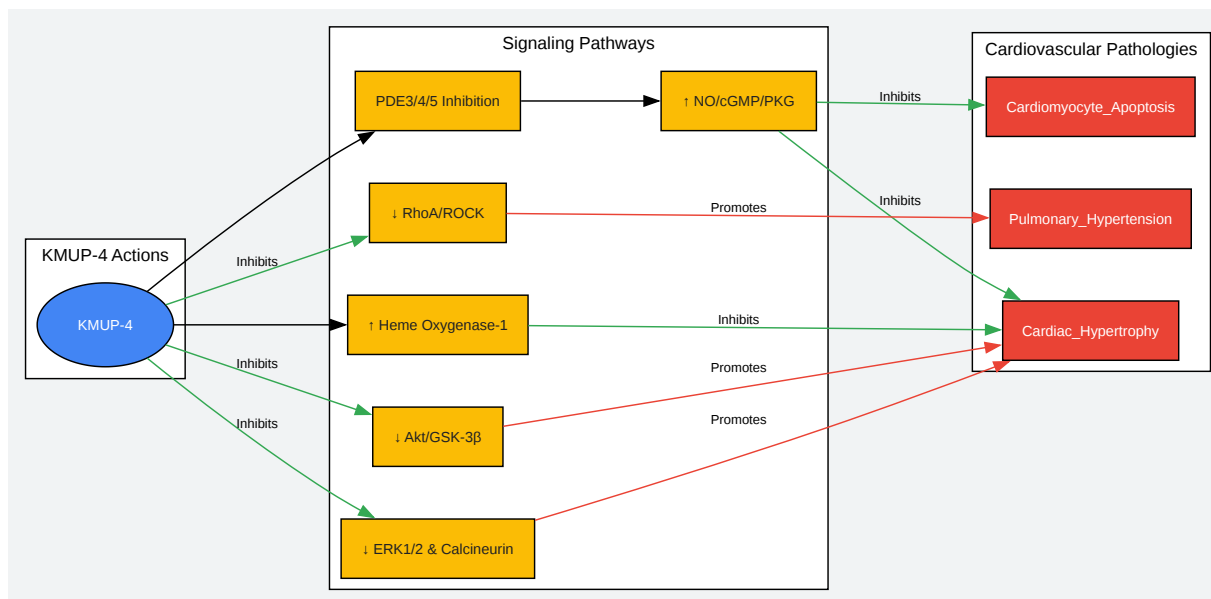 Signaling Pathways
Cardiovascular Pathologies
PDE3/4/5 Inhibition
↑ NO/cGMP/PKG
Inhibits
Cardiomyocyte_Apoptosis
↓ RhoA/ROCK
Promotes
Inhibits
Pulmonary_Hypertension
KMUP-4 Actions
Inhibits
KMUP-4
↑ Heme Oxygenase-1
Inhibits
Cardiac_Hypertrophy
Inhibits
Promotes
Inhibits
Promotes
↓ Akt/GSK-3β
↓ ERK1/2 & Calcineurin